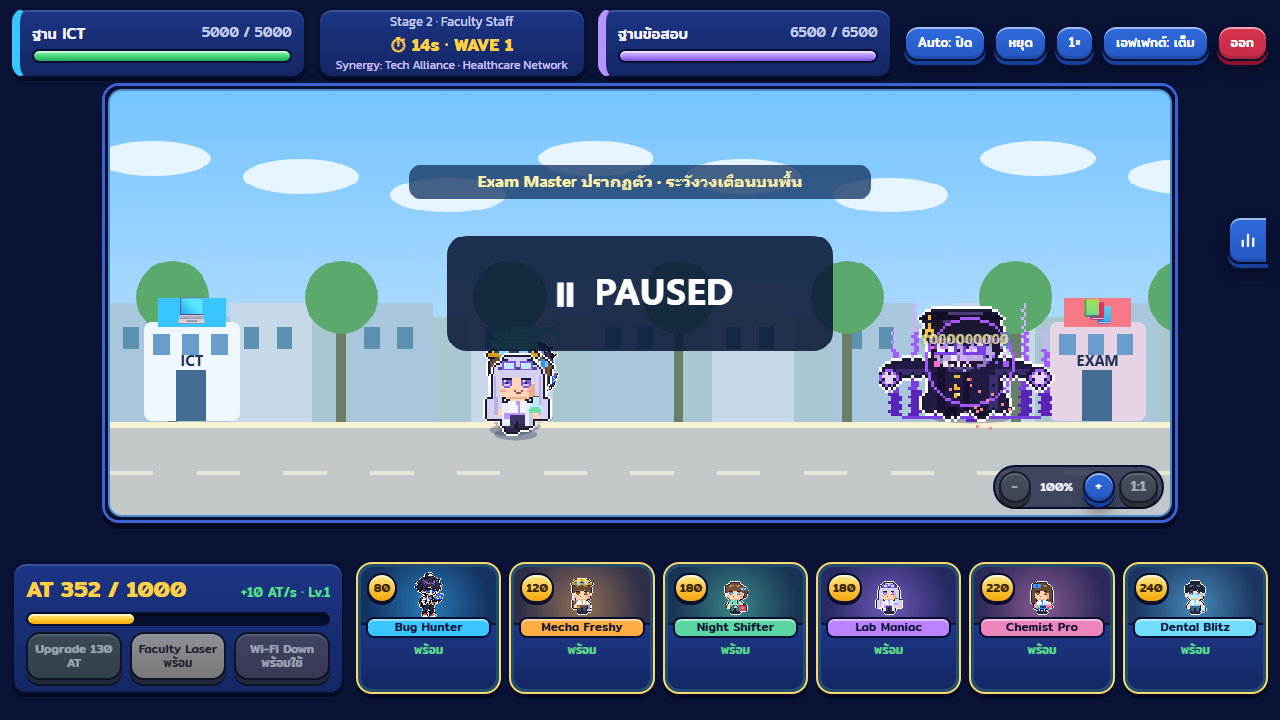 ฐาน ICT
5000 / 5000
Stage 2 · Faculty Staff
14s · WAVE 1
Synergy: Tech Alliance · Healthcare Network
ฐานข้อสอบ
6500 / 6500
Auto: ปิด
หยุด
1×
เอฟเฟกต์: เต็ม
ออก
Exam Master ปรากฏตัว · ระวังวงเตือนบนพื้น
PAUSED
ICT
EXAM
−
100%
+
1:1
AT 352 / 1000
+10 AT/s · Lv.1
Upgrade 130
AT
Faculty Laser
พร้อม
Wi-Fi Down
พร้อมใช้
80
Bug Hunter
พร้อม
120
Mecha Freshy
พร้อม
180
Night Shifter
พร้อม
180
Lab Maniac
พร้อม
220
Chemist Pro
พร้อม
240
Dental Blitz
พร้อม